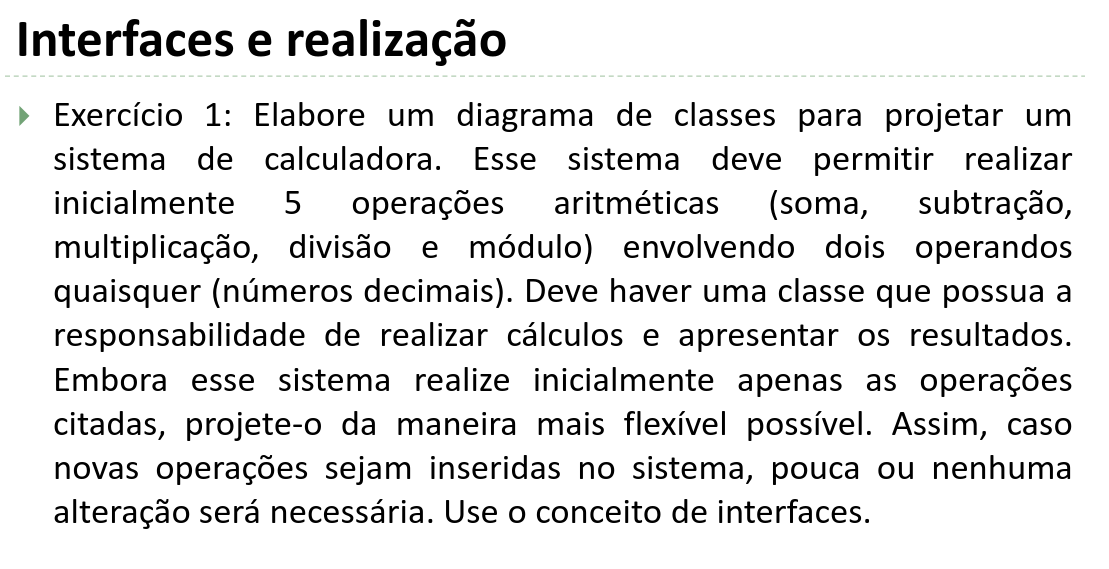 Interfaces e realização
Exercício 1: Elabore um diagrama de classes para projetar um
sistema de calculadora. Esse sistema deve permitir realizar
inicialmente 5 operações aritméticas (soma, subtração,
multiplicação, divisão e módulo) envolvendo dois operandos
quaisquer (números decimais). Deve haver uma classe que possua a
responsabilidade de realizar cálculos e apresentar os resultados.
Embora esse sistema realize inicialmente apenas as operações
citadas, projete-o da maneira mais flexível possível. Assim, caso
novas operações sejam inseridas no sistema, pouca ou nenhuma
alteração será necessária. Use o conceito de interfaces.